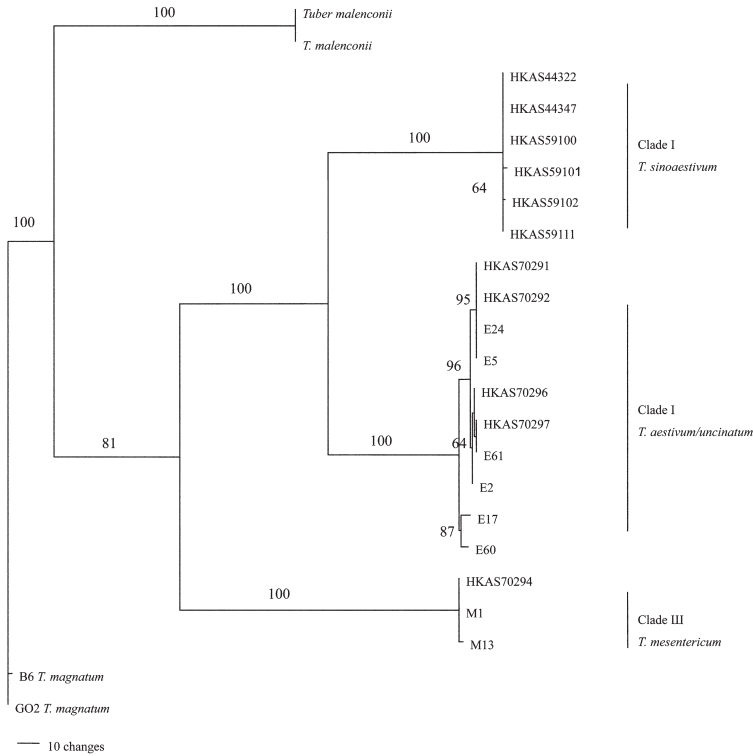 100
Tuber malenconii
T. malenconii
HKAS44322
HKAS44347
100
HKAS59100
Clade I
HKAS59101
T. sinoaestivum
64
HKAS59102
100
HKAS59111
HKAS70291
100
95
HKAS70292
E24
E5
96
HKAS70296
Clade I
HKAS70297
T. aestivum/uncinatum
100
64
81
E61
E2
E17
87
E60
HKAS70294
100
M1
Clade III
M13
T. mesentericum
B6 T. magnatum
GO2 T. magnatum
10 changes